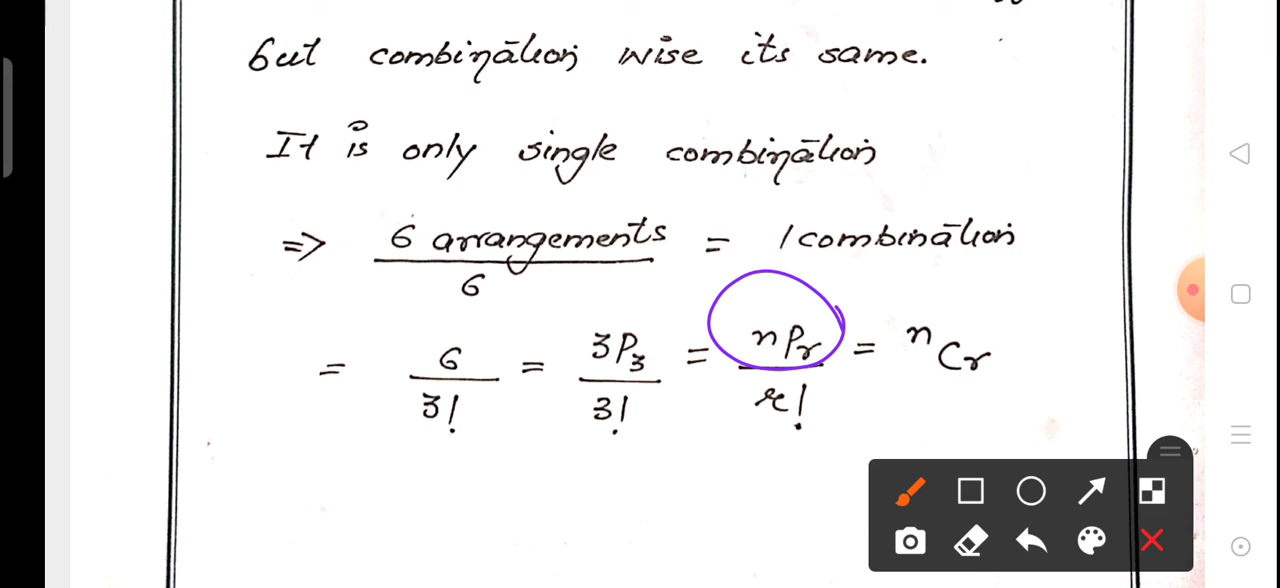 but combination wise its same.
It is only single combination
=> 6 arrangements / 6 = 1 combination
= 6 / 3! = 3P₃ / 3! = nPr / r! = ⁿCr